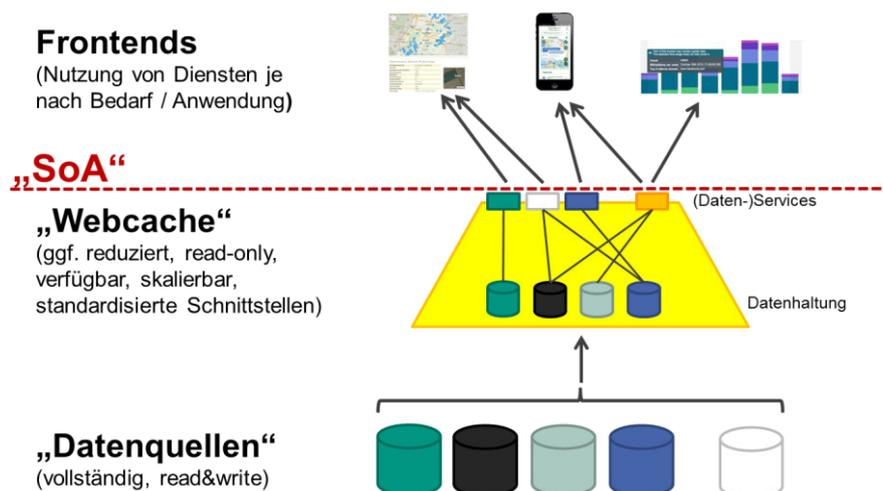 Frontends
(Nutzung von Diensten je
nach Bedarf / Anwendung)
„SoA“
„Webcache“
(ggf. reduziert, read-only,
verfügbar, skalierbar,
standardisierte Schnittstellen)
(Daten-)Services
Datenhaltung
„Datenquellen“
(vollständig, read&write)